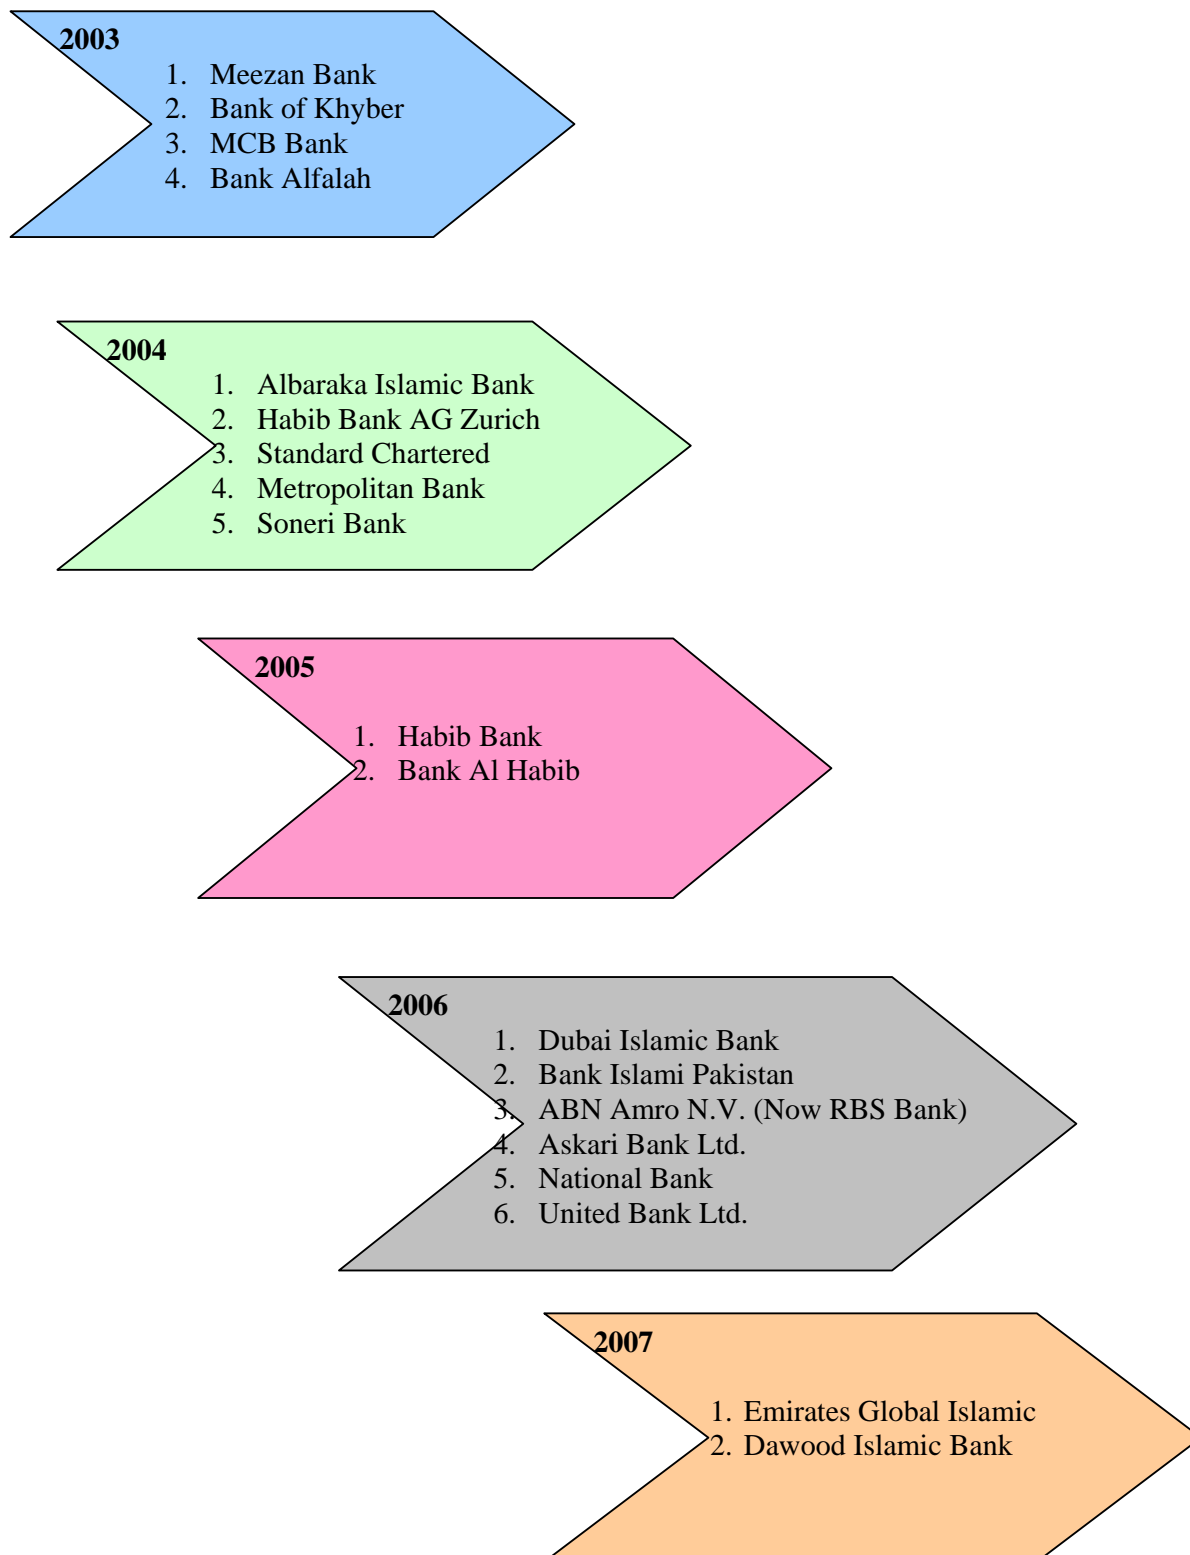 2003
1. Meezan Bank
2. Bank of Khyber
3. MCB Bank
4. Bank Alfalah
2004
1. Albaraka Islamic Bank
2. Habib Bank AG Zurich
3. Standard Chartered
4. Metropolitan Bank
5. Soneri Bank
2005
1. Habib Bank
2. Bank Al Habib
2006
1. Dubai Islamic Bank
2. Bank Islami Pakistan
3. ABN Amro N.V. (Now RBS Bank)
4. Askari Bank Ltd.
5. National Bank
6. United Bank Ltd.
2007
1. Emirates Global Islamic
2. Dawood Islamic Bank